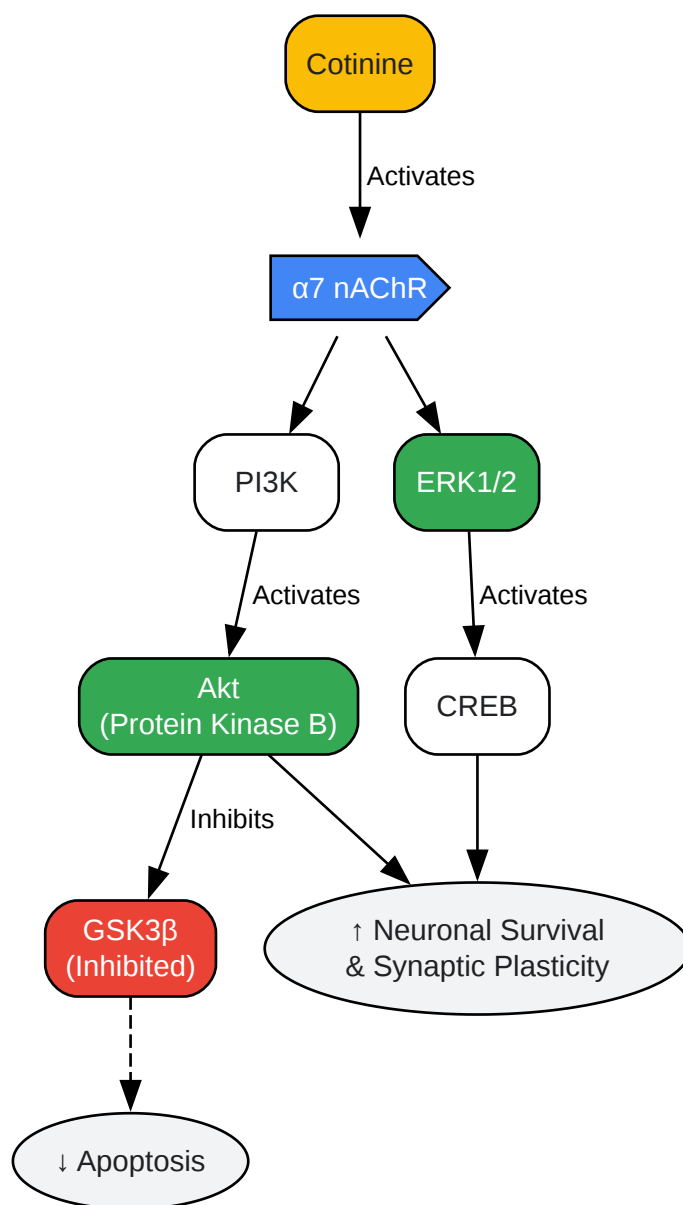 Cotinine
Activates
α7 nAChR
PI3K
ERK1/2
Activates
Activates
Akt
(Protein Kinase B)
CREB
Inhibits
GSK3β
(Inhibited)
↑ Neuronal Survival
& Synaptic Plasticity
↓ Apoptosis